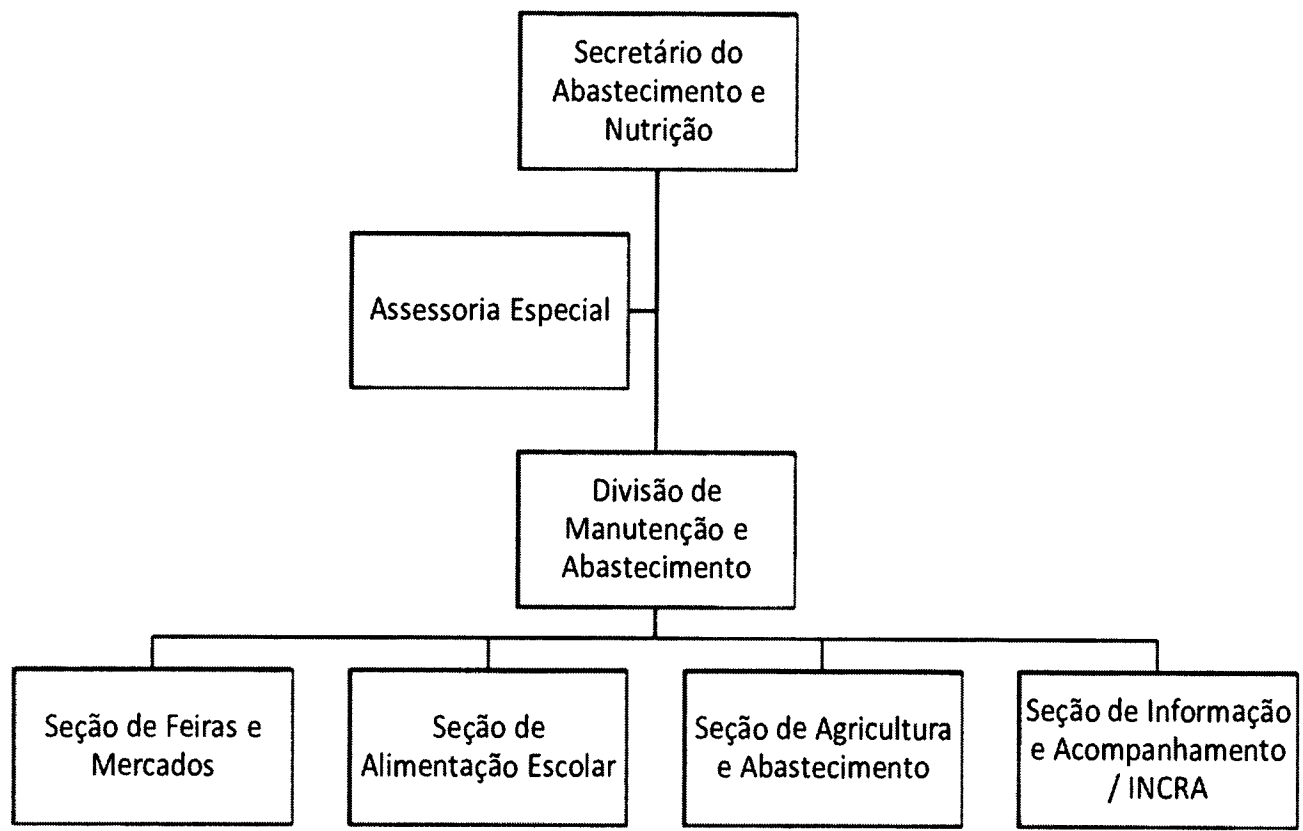 Secretário do
Abastecimento e
Nutrição
Assessoria Especial
Divisão de
Manutenção e
Abastecimento
Seção de Feiras e
Mercados
Seção de
Alimentação Escolar
Seção de Agricultura
e Abastecimento
Seção de Informação
e Acompanhamento
/ INCRA